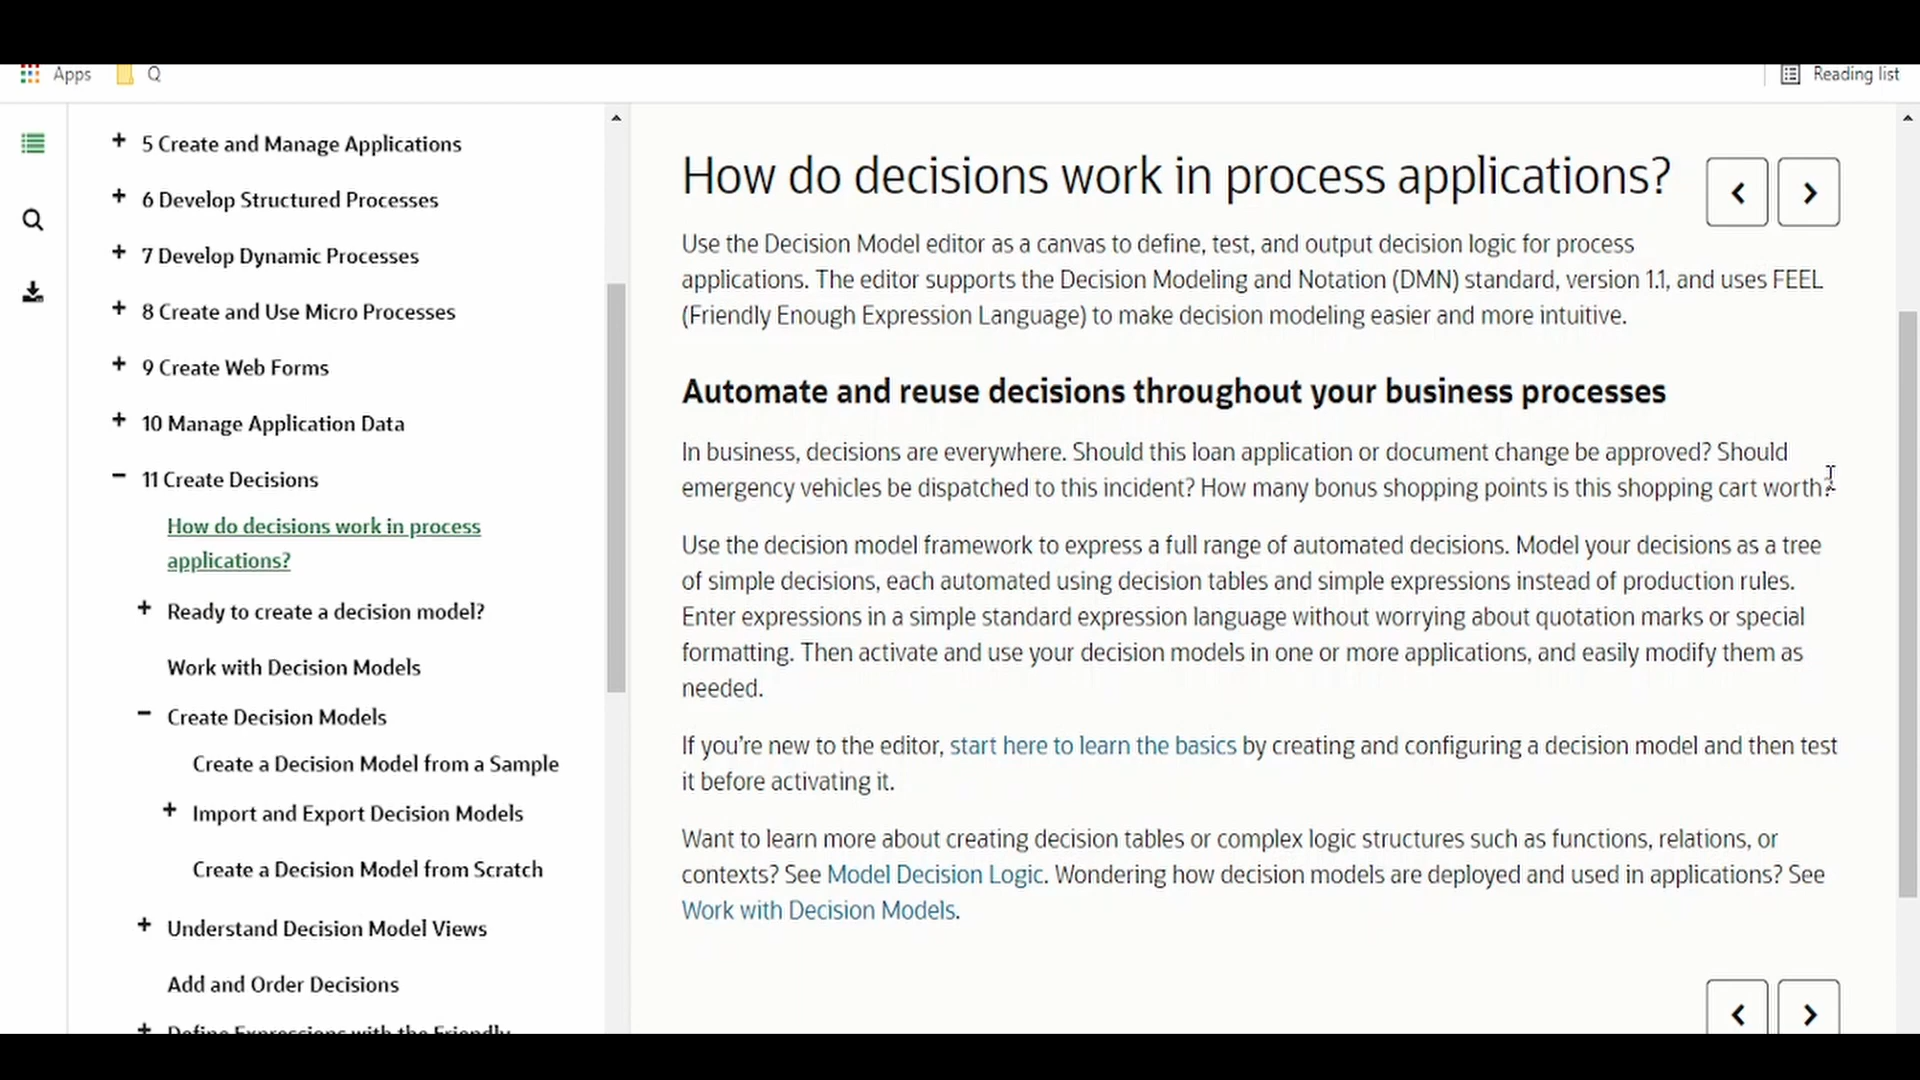 Apps Q Reading list
+ 5 Create and Manage Applications
+ 6 Develop Structured Processes
+ 7 Develop Dynamic Processes
+ 8 Create and Use Micro Processes
+ 9 Create Web Forms
+ 10 Manage Application Data
− 11 Create Decisions
How do decisions work in process
applications?
+ Ready to create a decision model?
Work with Decision Models
− Create Decision Models
Create a Decision Model from a Sample
+ Import and Export Decision Models
Create a Decision Model from Scratch
+ Understand Decision Model Views
Add and Order Decisions
+ Define Expressions with the Friendly
How do decisions work in process applications?
Use the Decision Model editor as a canvas to define, test, and output decision logic for process
applications. The editor supports the Decision Modeling and Notation (DMN) standard, version 1.1, and uses FEEL
(Friendly Enough Expression Language) to make decision modeling easier and more intuitive.
Automate and reuse decisions throughout your business processes
In business, decisions are everywhere. Should this loan application or document change be approved? Should
emergency vehicles be dispatched to this incident? How many bonus shopping points is this shopping cart worth?
Use the decision model framework to express a full range of automated decisions. Model your decisions as a tree
of simple decisions, each automated using decision tables and simple expressions instead of production rules.
Enter expressions in a simple standard expression language without worrying about quotation marks or special
formatting. Then activate and use your decision models in one or more applications, and easily modify them as
needed.
If you're new to the editor, start here to learn the basics by creating and configuring a decision model and then test
it before activating it.
Want to learn more about creating decision tables or complex logic structures such as functions, relations, or
contexts? See Model Decision Logic. Wondering how decision models are deployed and used in applications? See
Work with Decision Models.